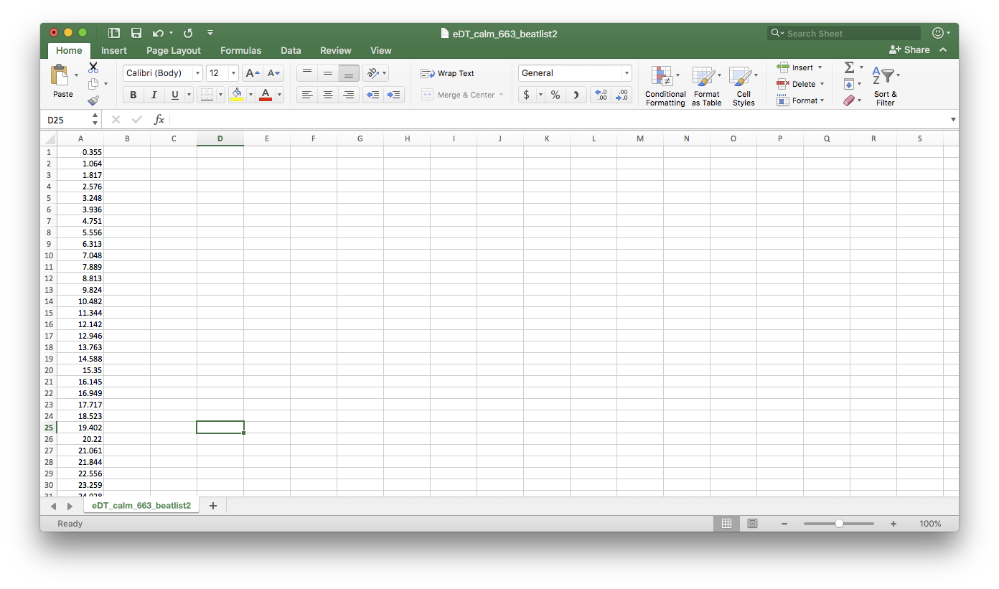 eDT_calm_663_beatlist2
Search Sheet
Home Insert Page Layout Formulas Data Review View
Share
Paste
Calibri (Body) 12
B I U
Wrap Text
Merge & Center
General
$ %
Conditional Formatting
Format as Table
Cell Styles
Insert
Delete
Format
Sort & Filter
D25 fx
A B C D E F G H I J K L M N O P Q R S
1 0.355
2 1.064
3 1.817
4 2.576
5 3.248
6 3.936
7 4.751
8 5.556
9 6.313
10 7.048
11 7.889
12 8.813
13 9.824
14 10.482
15 11.344
16 12.142
17 12.946
18 13.763
19 14.588
20 15.35
21 16.145
22 16.949
23 17.717
24 18.523
25 19.402
26 20.22
27 21.061
28 21.844
29 22.556
30 23.259
31 24.028
eDT_calm_663_beatlist2
Ready
100%